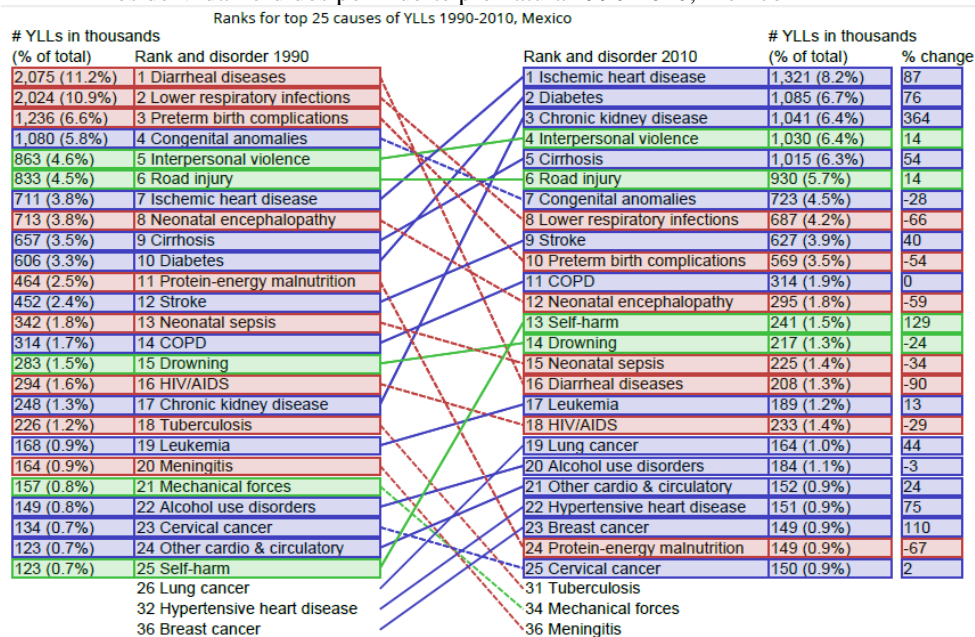 Ranks for top 25 causes of YLLs 1990-2010, Mexico
# YLLs in thousands # YLLs in thousands
(% of total) Rank and disorder 1990 Rank and disorder 2010 (% of total) % change
2,075 (11.2%) 1 Diarrheal diseases 1 Ischemic heart disease 1,321 (8.2%) 87
2,024 (10.9%) 2 Lower respiratory infections 2 Diabetes 1,085 (6.7%) 76
1,236 (6.6%) 3 Preterm birth complications 3 Chronic kidney disease 1,041 (6.4%) 364
1,080 (5.8%) 4 Congenital anomalies 4 Interpersonal violence 1,030 (6.4%) 14
863 (4.6%) 5 Interpersonal violence 5 Cirrhosis 1,015 (6.3%) 54
833 (4.5%) 6 Road injury 6 Road injury 930 (5.7%) 14
711 (3.8%) 7 Ischemic heart disease 7 Congenital anomalies 723 (4.5%) -28
713 (3.8%) 8 Neonatal encephalopathy 8 Lower respiratory infections 687 (4.2%) -66
657 (3.5%) 9 Cirrhosis 9 Stroke 627 (3.9%) 40
606 (3.3%) 10 Diabetes 10 Preterm birth complications 569 (3.5%) -54
464 (2.5%) 11 Protein-energy malnutrition 11 COPD 314 (1.9%) 0
452 (2.4%) 12 Stroke 12 Neonatal encephalopathy 295 (1.8%) -59
342 (1.8%) 13 Neonatal sepsis 13 Self-harm 241 (1.5%) 129
314 (1.7%) 14 COPD 14 Drowning 217 (1.3%) -24
283 (1.5%) 15 Drowning 15 Neonatal sepsis 225 (1.4%) -34
294 (1.6%) 16 HIV/AIDS 16 Diarrheal diseases 208 (1.3%) -90
248 (1.3%) 17 Chronic kidney disease 17 Leukemia 189 (1.2%) 13
226 (1.2%) 18 Tuberculosis 18 HIV/AIDS 233 (1.4%) -29
168 (0.9%) 19 Leukemia 19 Lung cancer 164 (1.0%) 44
164 (0.9%) 20 Meningitis 20 Alcohol use disorders 184 (1.1%) -3
157 (0.8%) 21 Mechanical forces 21 Other cardio & circulatory 152 (0.9%) 24
149 (0.8%) 22 Alcohol use disorders 22 Hypertensive heart disease 151 (0.9%) 75
134 (0.7%) 23 Cervical cancer 23 Breast cancer 149 (0.9%) 110
123 (0.7%) 24 Other cardio & circulatory 24 Protein-energy malnutrition 149 (0.9%) -67
123 (0.7%) 25 Self-harm 25 Cervical cancer 150 (0.9%) 2
26 Lung cancer 31 Tuberculosis
32 Hypertensive heart disease 34 Mechanical forces
36 Breast cancer 36 Meningitis